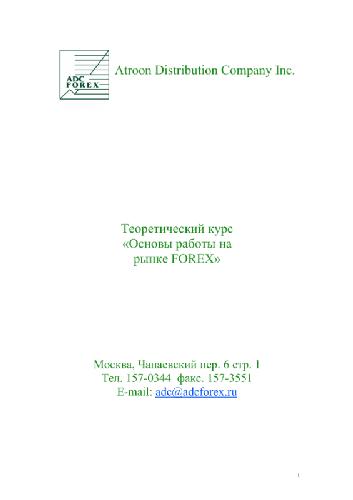 ADC
FOREX
Atroon Distribution Company Inc.
Теоретический курс
«Основы работы на
рынке FOREX»
Москва, Чапаевский пер. 6 стр. 1
Тел. 157-0344 факс. 157-3551
E-mail: adc@adcforex.ru
1